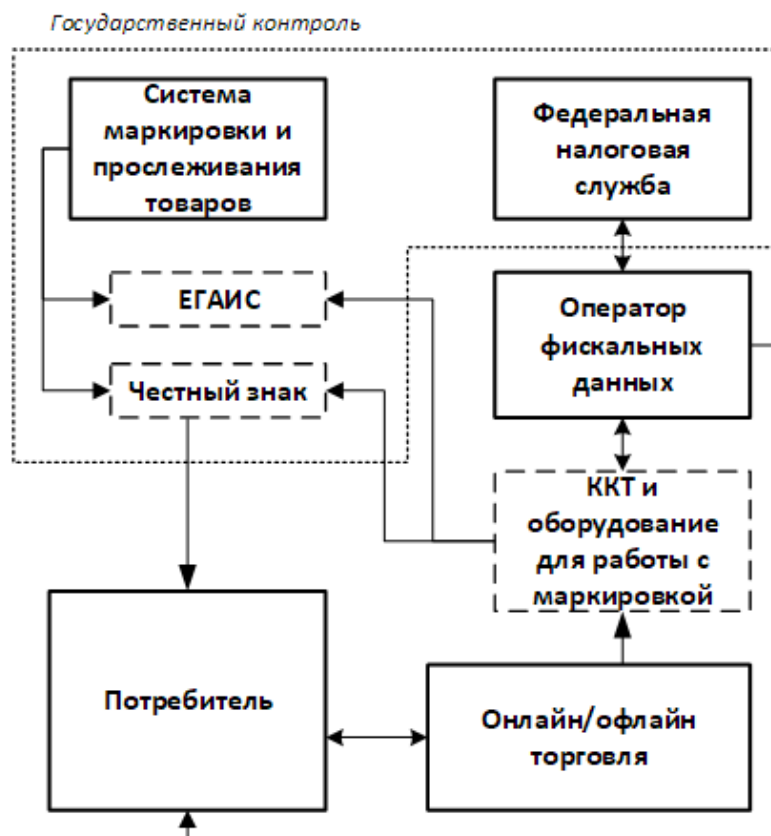 Государственный контроль
Система
маркировки и
прослеживания
товаров
Федеральная
налоговая
служба
ЕГАИС
Оператор
фискальных
данных
Честный знак
ККТ и
оборудование
для работы с
маркировкой
Потребитель
Онлайн/офлайн
торговля